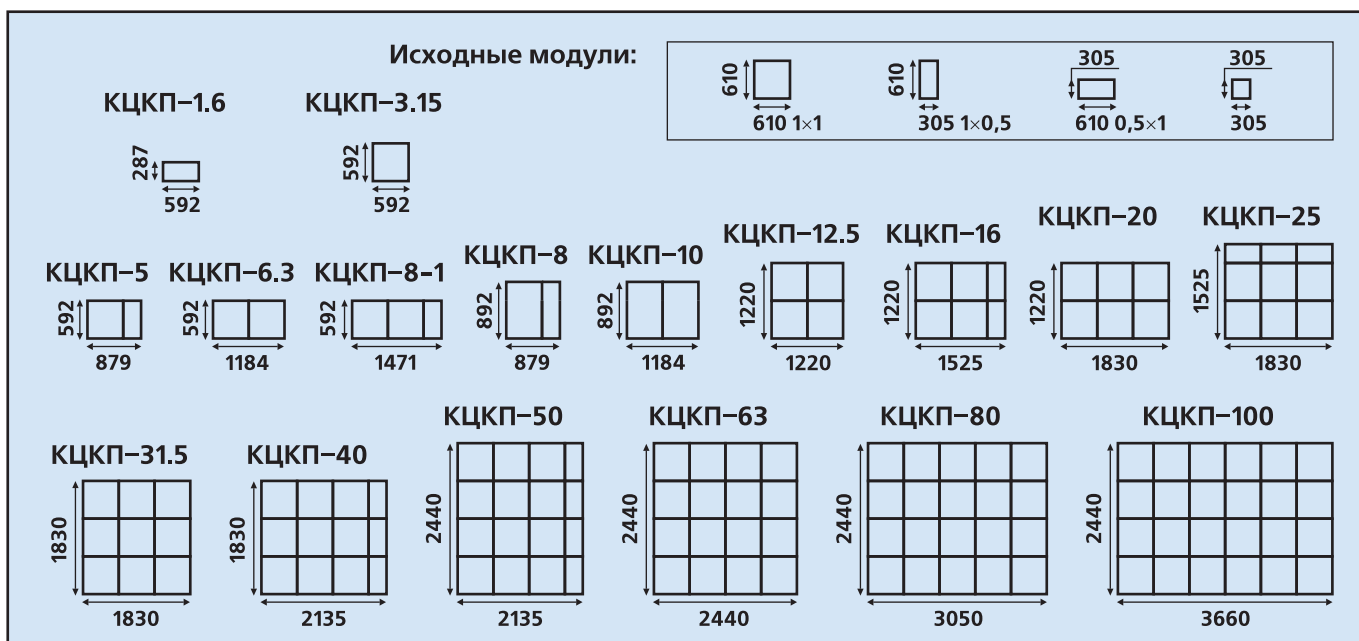 Исходные модули:
610
610 1×1
610
305 1×0,5
305
610 0,5×1
305
305
КЦКП–1.6
287
592
КЦКП–3.15
592
592
КЦКП–5
592
879
КЦКП–6.3
592
1184
КЦКП–8-1
592
1471
КЦКП–8
892
879
КЦКП–10
892
1184
КЦКП–12.5
1220
1220
КЦКП–16
1220
1525
КЦКП–20
1220
1830
КЦКП–25
1525
1830
КЦКП–31.5
1830
1830
КЦКП–40
1830
2135
КЦКП–50
2440
2135
КЦКП–63
2440
2440
КЦКП–80
2440
3050
КЦКП–100
2440
3660